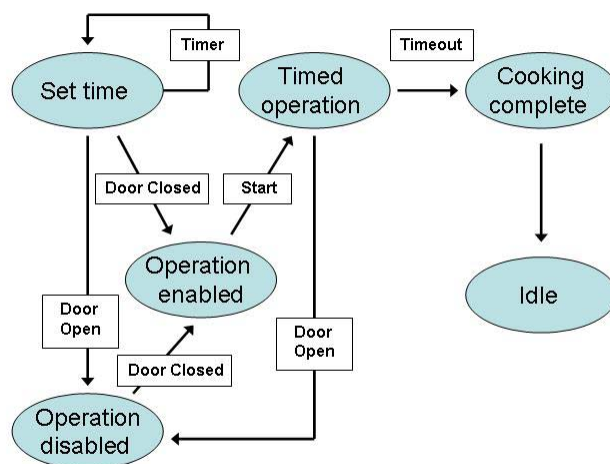 Timer
Timeout
Set time
Timed
operation
Cooking
complete
Door Closed
Start
Operation
enabled
Idle
Door
Open
Door
Open
Door Closed
Operation
disabled